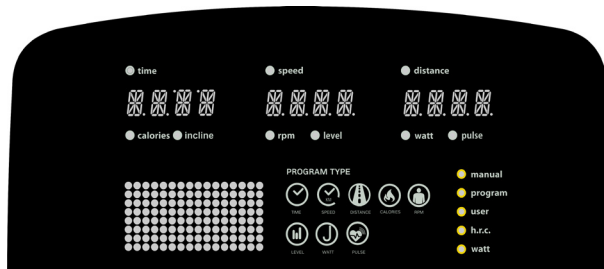 time speed distance
calories incline rpm level watt pulse
PROGRAM TYPE
TIME SPEED DISTANCE CALORIES RPM
LEVEL WATT PULSE
manual
program
user
h.r.c.
watt